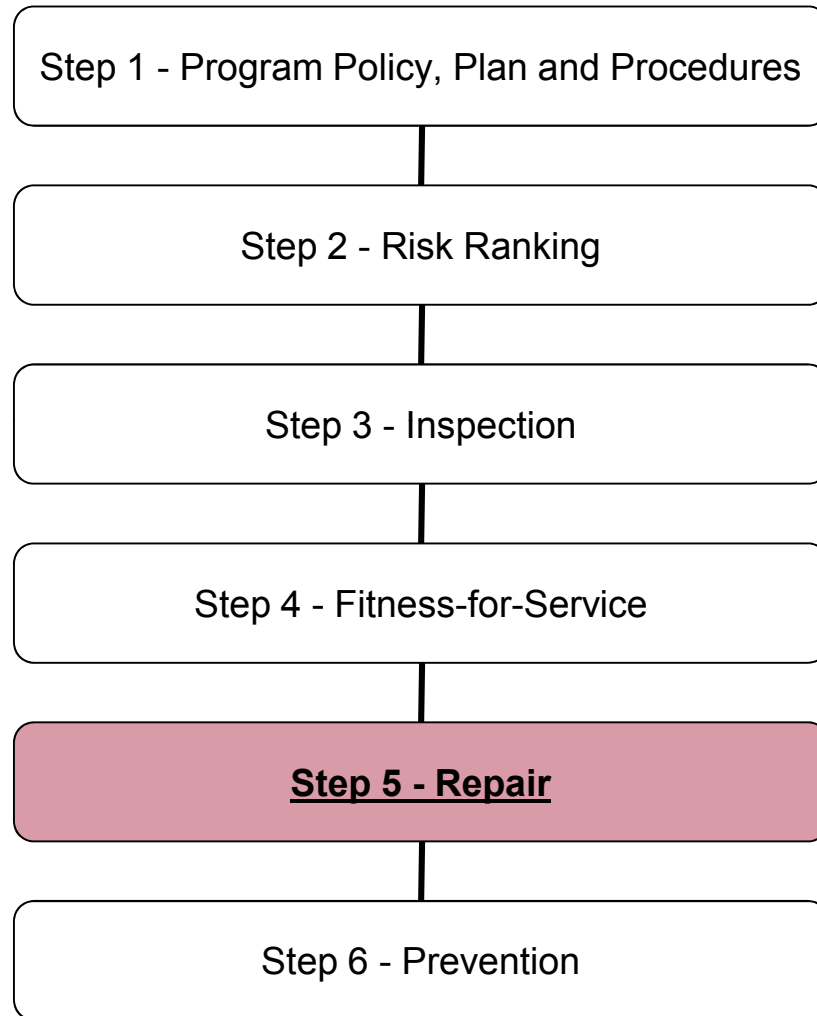 Step 1 - Program Policy, Plan and Procedures
Step 2 - Risk Ranking
Step 3 - Inspection
Step 4 - Fitness-for-Service
Step 5 - Repair
Step 6 - Prevention